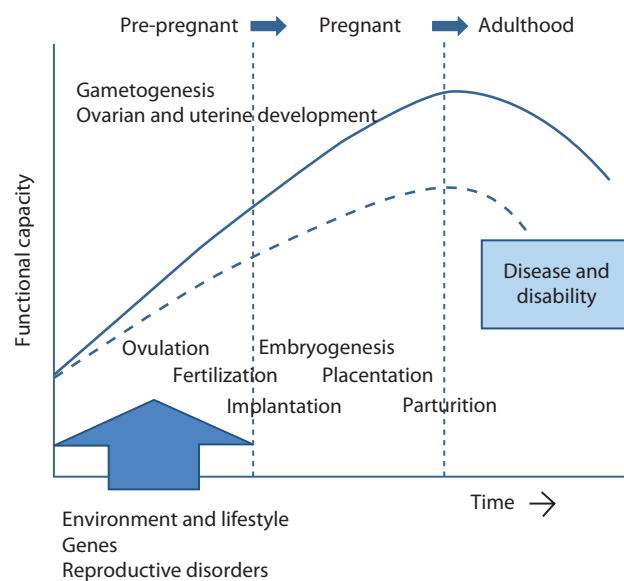 Pre-pregnant Pregnant Adulthood
Gametogenesis
Ovarian and uterine development
Functional capacity
Disease and
disability
Ovulation Embryogenesis
Fertilization Placentation
Implantation Parturition
Time
Environment and lifestyle
Genes
Reproductive disorders